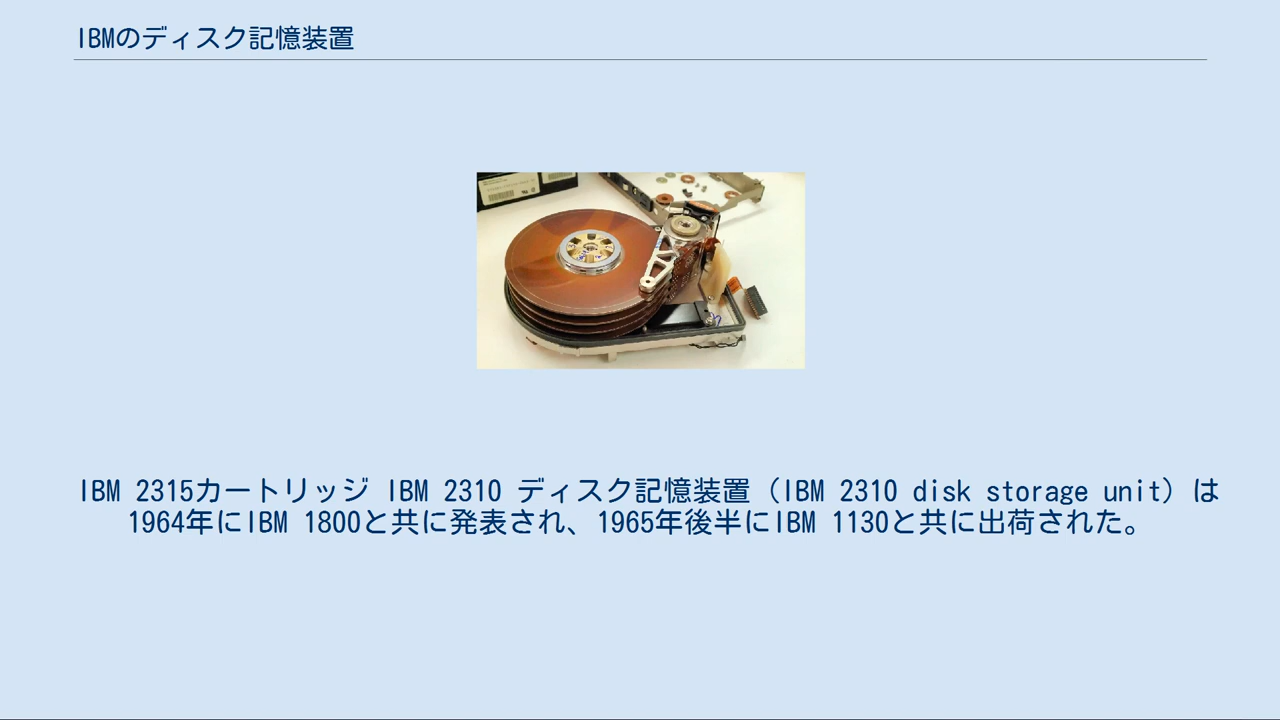 IBMのディスク記憶装置
IBM 2315カートリッジ IBM 2310 ディスク記憶装置（IBM 2310 disk storage unit）は
1964年にIBM 1800と共に発表され、1965年後半にIBM 1130と共に出荷された。